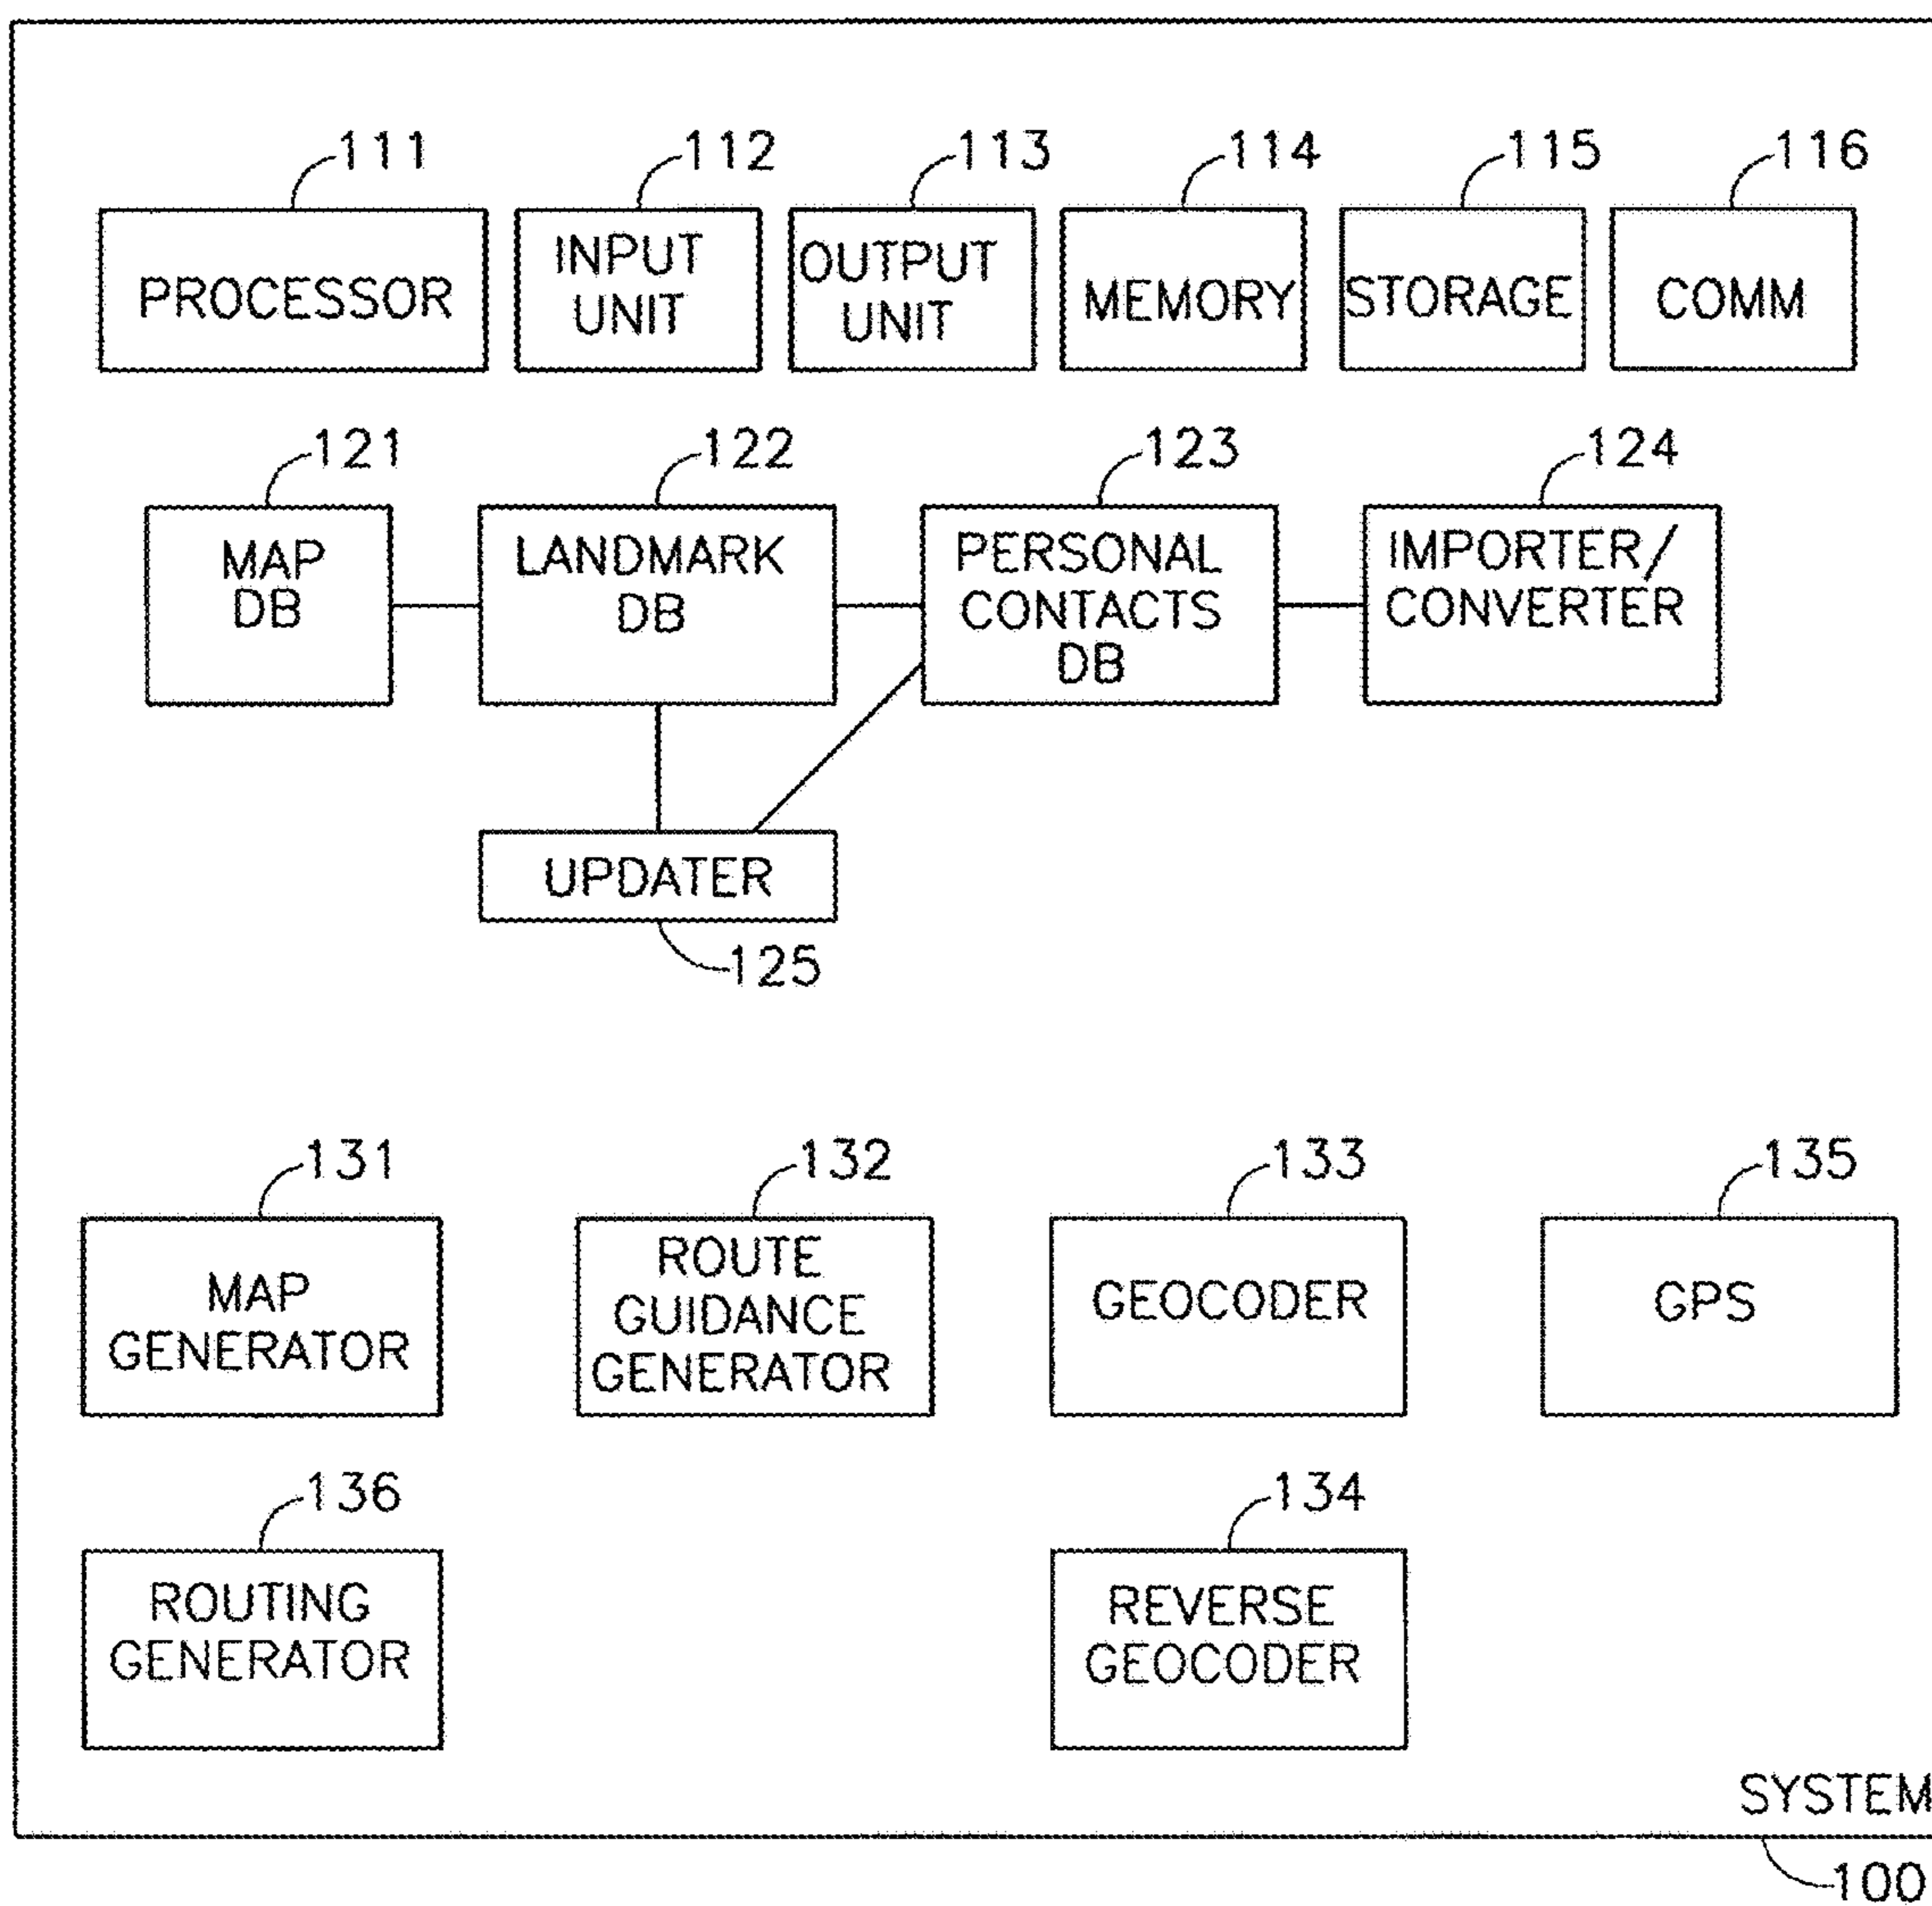 111
112
113
114
115
116
PROCESSOR
INPUT
UNIT
OUTPUT
UNIT
MEMORY
STORAGE
COMM
121
122
123
124
MAP
DB
LANDMARK
DB
PERSONAL
CONTACTS
DB
IMPORTER/
CONVERTER
UPDATER
125
131
132
133
135
MAP
GENERATOR
ROUTE
GUIDANCE
GENERATOR
GEOCODER
GPS
136
134
ROUTING
GENERATOR
REVERSE
GEOCODER
SYSTEM
100